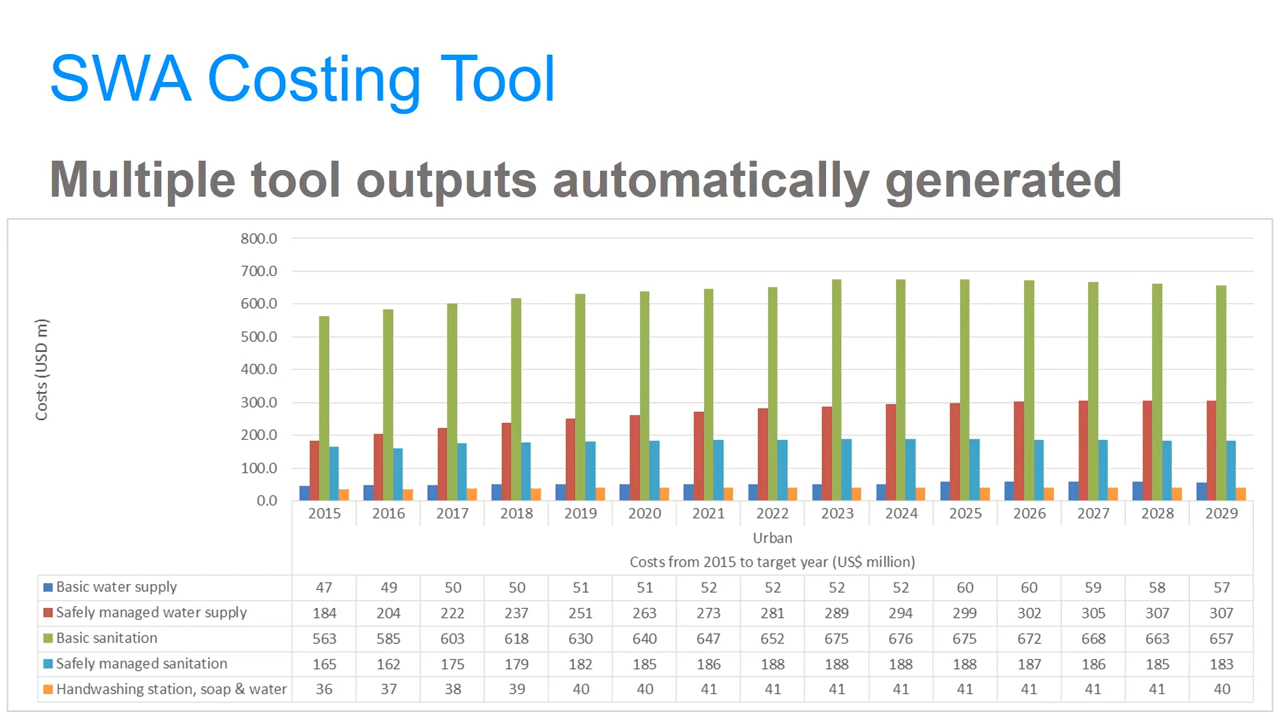 SWA Costing Tool
Multiple tool outputs automatically generated
Costs (USD m)
800.0
700.0
600.0
500.0
400.0
300.0
200.0
100.0
0.0
2015 2016 2017 2018 2019 2020 2021 2022 2023 2024 2025 2026 2027 2028 2029
Urban
Costs from 2015 to target year (US$ million)
Basic water supply 47 49 50 50 51 51 52 52 52 52 60 60 59 58 57
Safely managed water supply 184 204 222 237 251 263 273 281 289 294 299 302 305 307 307
Basic sanitation 563 585 603 618 630 640 647 652 675 676 675 672 668 663 657
Safely managed sanitation 165 162 175 179 182 185 186 188 188 188 188 187 186 185 183
Handwashing station, soap & water 36 37 38 39 40 40 41 41 41 41 41 41 41 41 40